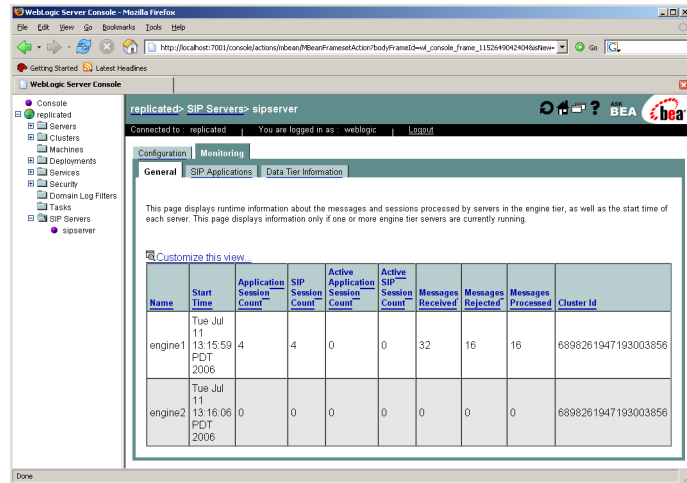 WebLogic Server Console - Mozilla Firefox
File Edit View Go Bookmarks Tools Help
http://localhost:7001/console/actions/mbean/MBeanFramesetAction?bodyFrameId=wl_console_frame_1152649042404&isNew= Go
Getting Started Latest Headlines
WebLogic Server Console
Console
replicated
Servers
Clusters
Machines
Deployments
Services
Security
Domain Log Filters
Tasks
SIP Servers
sipserver
replicated> SIP Servers> sipserver
ASK BEA
bea
Connected to : replicated You are logged in as : weblogic Logout
Configuration Monitoring
General SIP Applications Data Tier Information
This page displays runtime information about the messages and sessions processed by servers in the engine tier, as well as the start time of
each server. This page displays information only if one or more engine tier servers are currently running.
Customize this view...
Name Start Time Application Session Count SIP Session Count Active Application Session Count Active SIP Session Count Messages Received Messages Rejected Messages Processed Cluster Id
engine1 Tue Jul 11 13:15:59 PDT 2006 4 4 0 0 32 16 16 6898261947193003856
engine2 Tue Jul 11 13:16:06 PDT 2006 0 0 0 0 0 0 0 6898261947193003856
Done